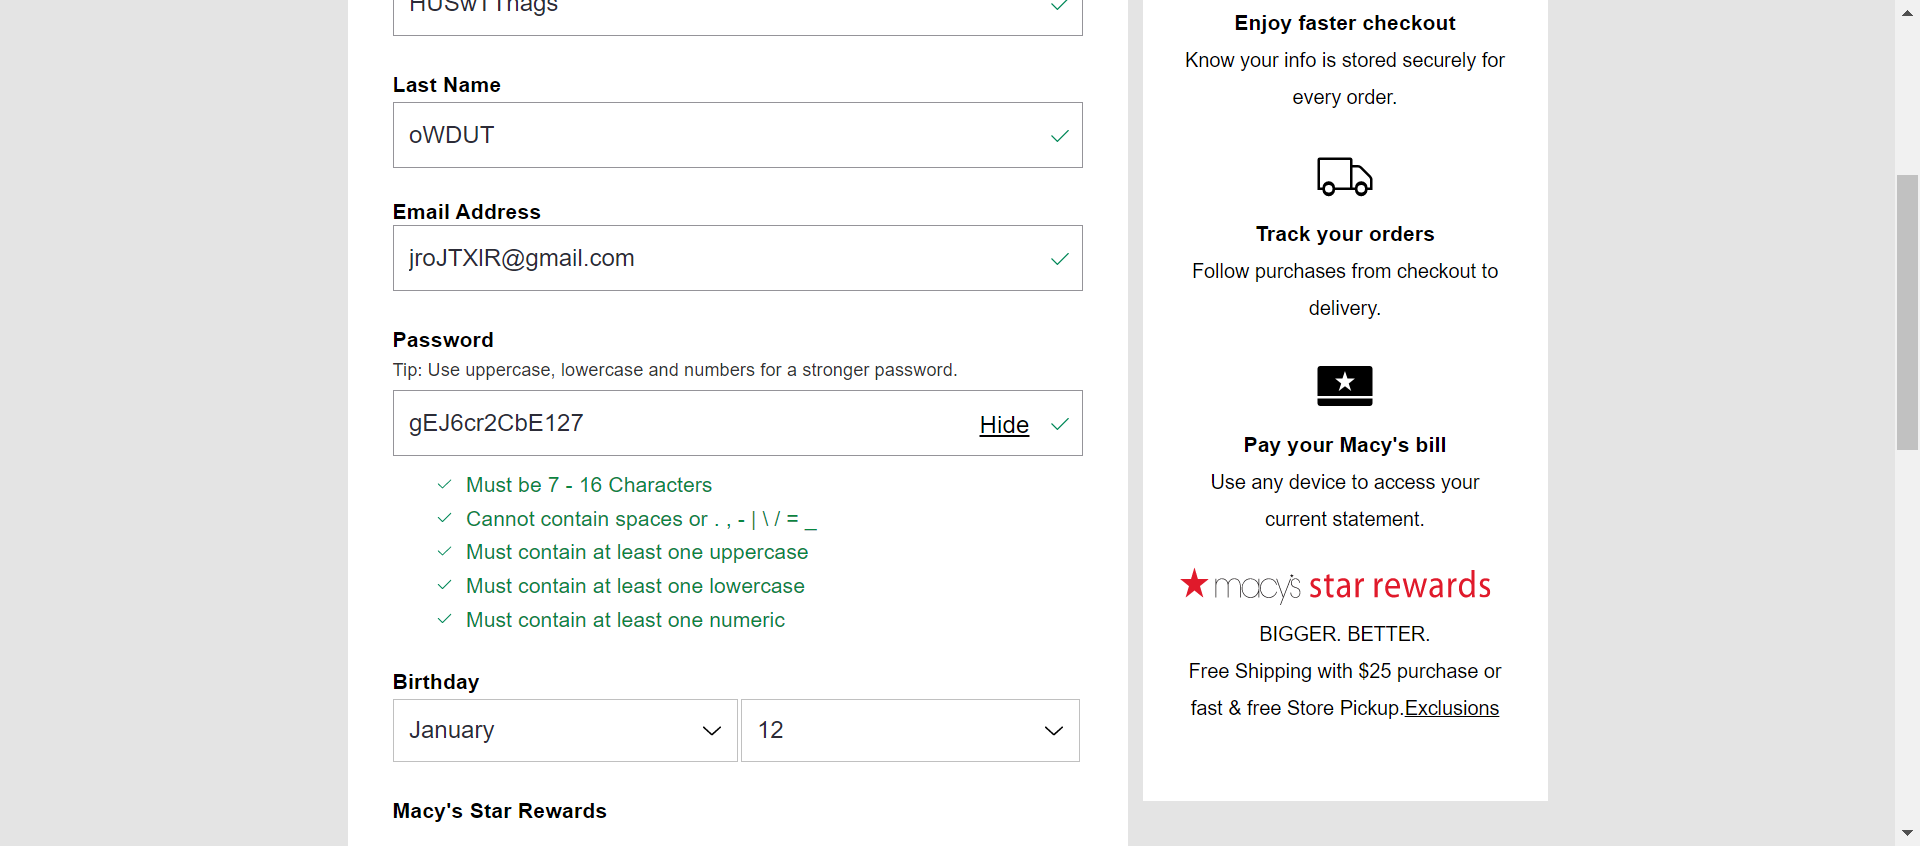 Last Name
oWDUT
Email Address
jroJTXIR@gmail.com
Password
Tip: Use uppercase, lowercase and numbers for a stronger password.
gEJ6cr2CbE127
Hide
Must be 7 - 16 Characters
Cannot contain spaces or . , - | \ / = _
Must contain at least one uppercase
Must contain at least one lowercase
Must contain at least one numeric
Birthday
January
12
Macy's Star Rewards
Enjoy faster checkout
Know your info is stored securely for
every order.
Track your orders
Follow purchases from checkout to
delivery.
Pay your Macy's bill
Use any device to access your
current statement.
macy's star rewards
BIGGER. BETTER.
Free Shipping with $25 purchase or
fast & free Store Pickup.Exclusions